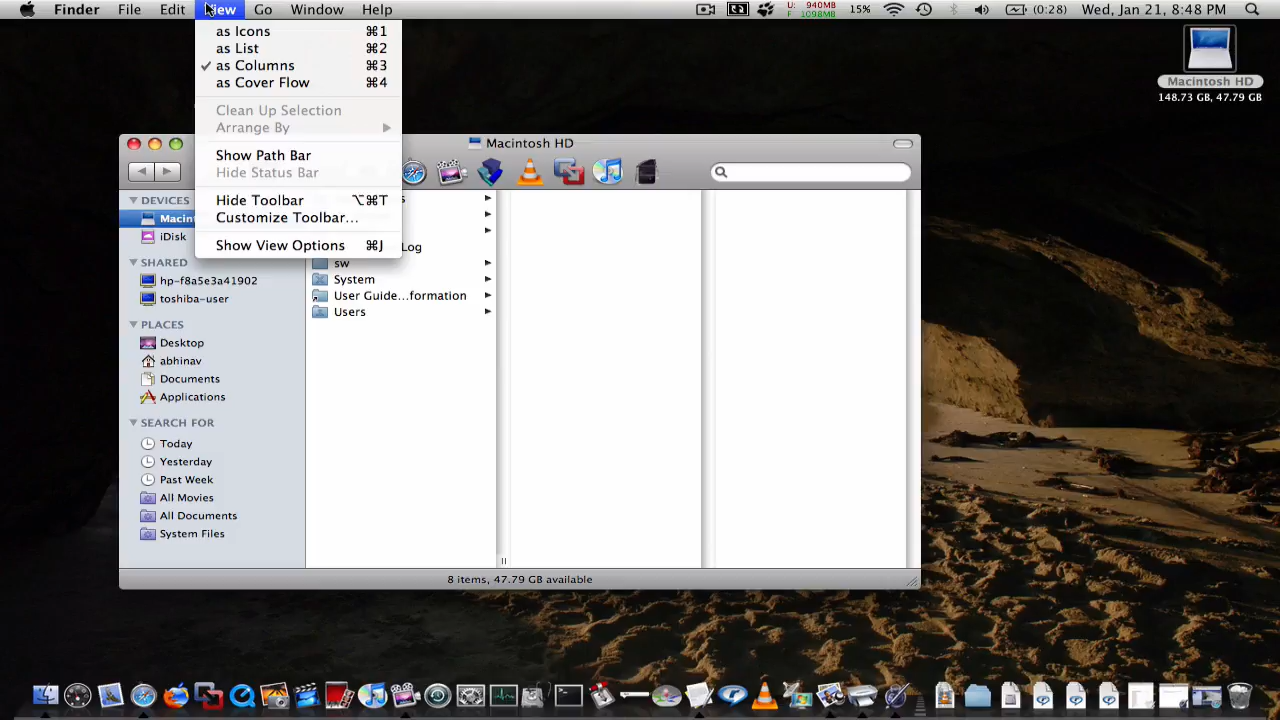 Finder File Edit View Go Window Help
U: 940MB
F: 1098MB
15% (0:28) Wed, Jan 21, 8:48 PM
as Icons ⌘1
as List ⌘2
✓ as Columns ⌘3
as Cover Flow ⌘4
Clean Up Selection
Arrange By
Show Path Bar
Hide Status Bar
Hide Toolbar ⌥⌘T
Customize Toolbar...
Show View Options ⌘J
Macintosh HD
148.73 GB, 47.79 GB
Macintosh HD
DEVICES
Macint
iDisk
SHARED
hp-f8a5e3a41902
toshiba-user
PLACES
Desktop
abhinav
Documents
Applications
SEARCH FOR
Today
Yesterday
Past Week
All Movies
All Documents
System Files
Log
sw
System
User Guide...formation
Users
8 items, 47.79 GB available